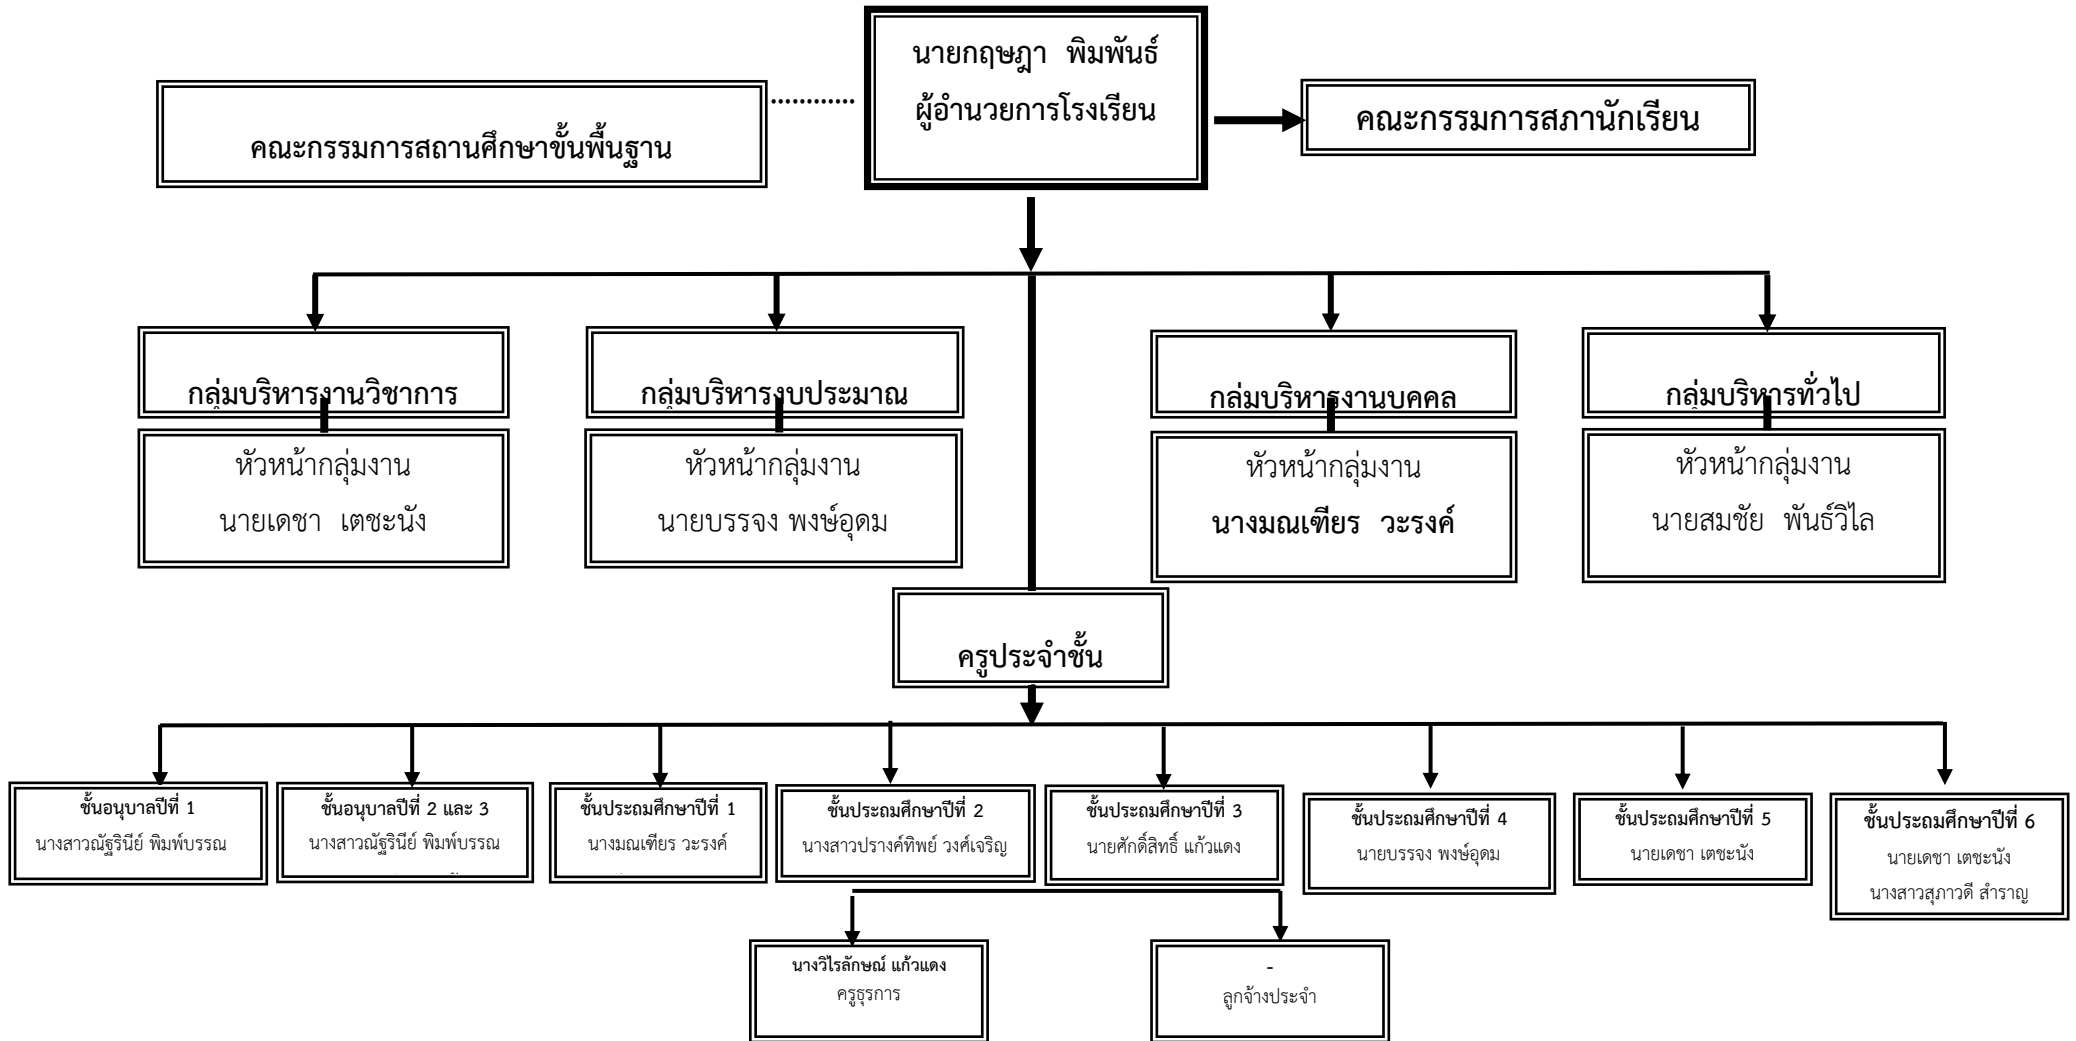 นายกฤษฎา พิมพันธ์
ผู้อำนวยการโรงเรียน
คณะกรรมการสถานศึกษาขั้นพื้นฐาน
คณะกรรมการสภานักเรียน
กลุ่มบริหารงานวิชาการ
กลุ่มบริหารงบประมาณ
กลุ่มบริหารงานบคคล
กลุ่มบริหารทั่วไป
หัวหน้ากลุ่มงาน
นายเดชา เตชะนัง
หัวหน้ากลุ่มงาน
นายบรรจง พงษ์อุดม
หัวหน้ากลุ่มงาน
นางมณเฑียร วะรงค์
หัวหน้ากลุ่มงาน
นายสมชัย พันธ์วิไล
ครูประจำชั้น
ชั้นอนุบาลปีที่ 1
นางสาวณัฐรินีย์ พิมพ์บรรณ
ชั้นอนุบาลปีที่ 2 และ 3
นางสาวณัฐรินีย์ พิมพ์บรรณ
ชั้นประถมศึกษาปีที่ 1
นางมณเฑียร วะรงค์
ชั้นประถมศึกษาปีที่ 2
นางสาวปรางค์ทิพย์ วงศ์เจริญ
ชั้นประถมศึกษาปีที่ 3
นายศักดิ์สิทธิ์ แก้วแดง
ชั้นประถมศึกษาปีที่ 4
นายบรรจง พงษ์อุดม
ชั้นประถมศึกษาปีที่ 5
นายเดชา เตชะนัง
ชั้นประถมศึกษาปีที่ 6
นายเดชา เตชะนัง
นางสาวสุภาวดี สำราญ
นางวิไรลักษณ์ แก้วแดง
ครูธุรการ
-
ลูกจ้างประจำ